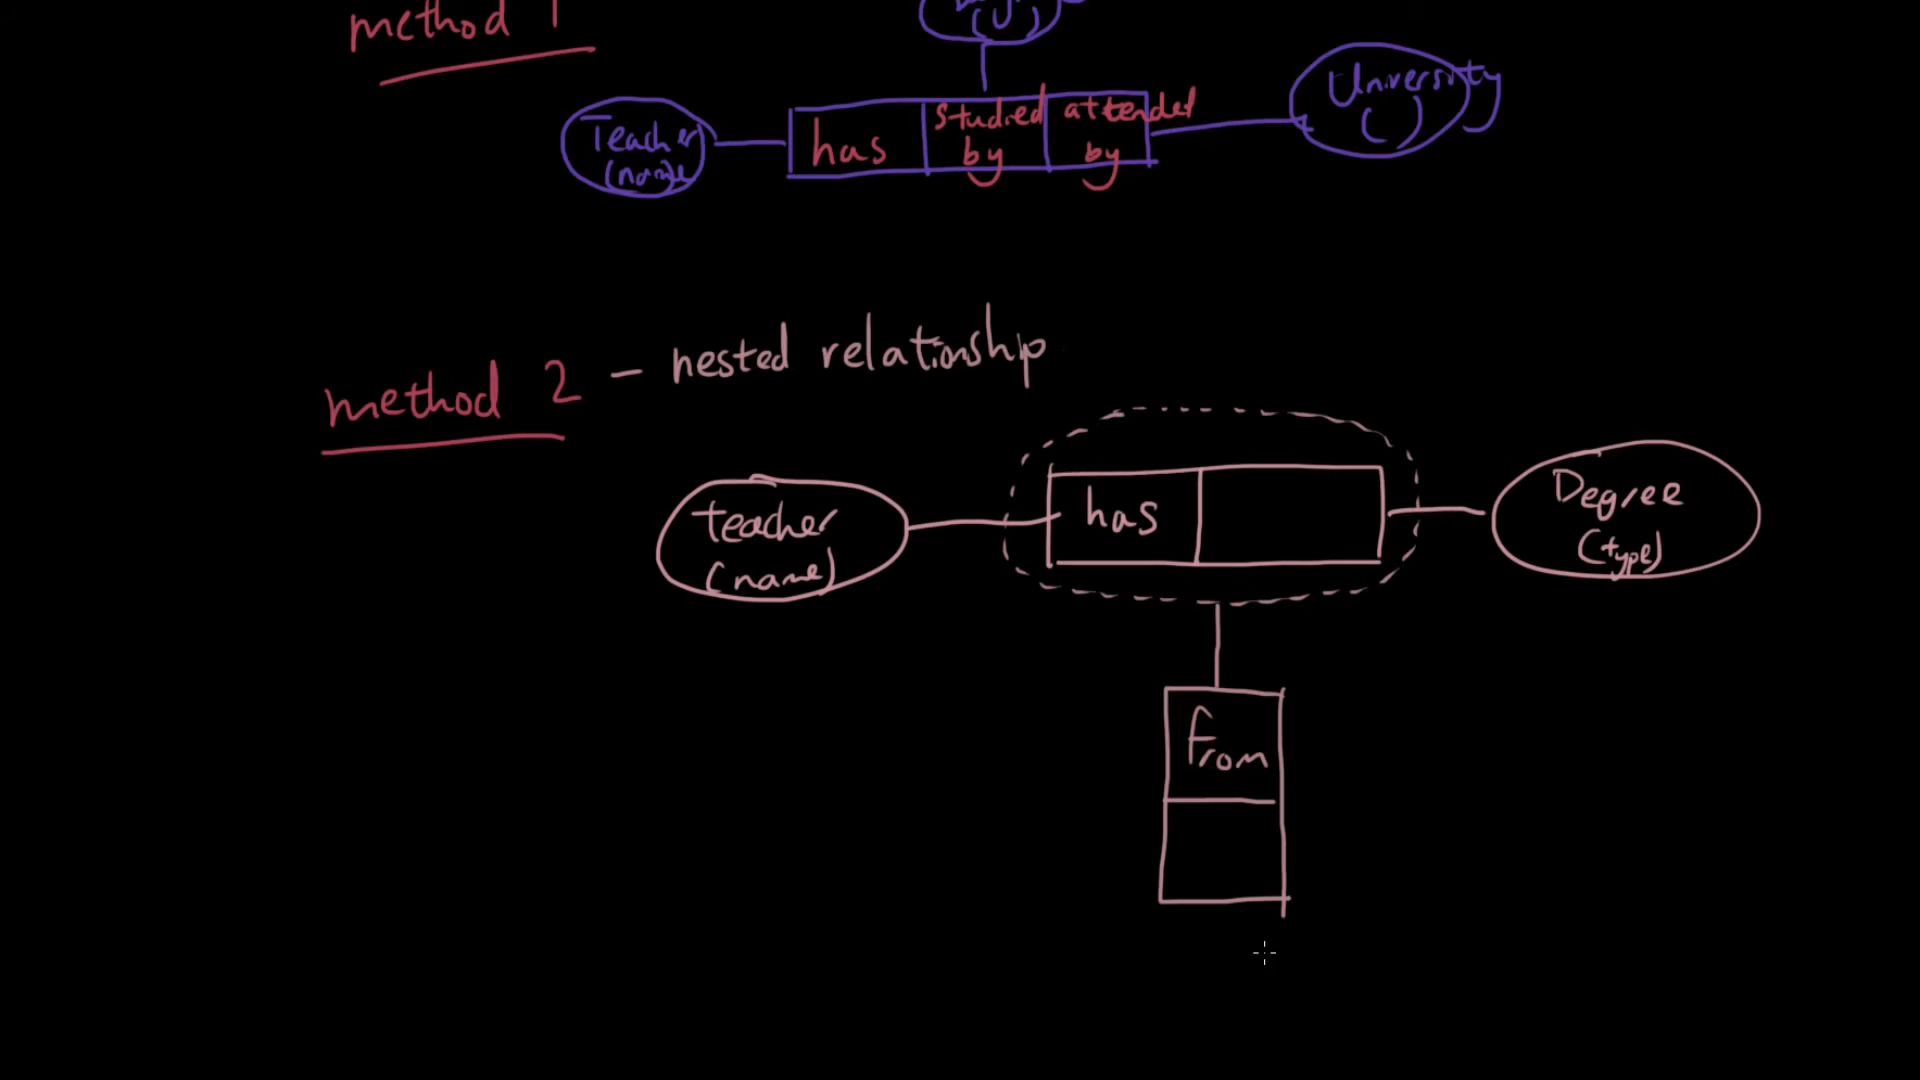 method 1
Teacher
(name)
has
studied
by
attended
by
University
( )
method 2 - nested relationship
teacher
(name)
has
Degree
(type)
from